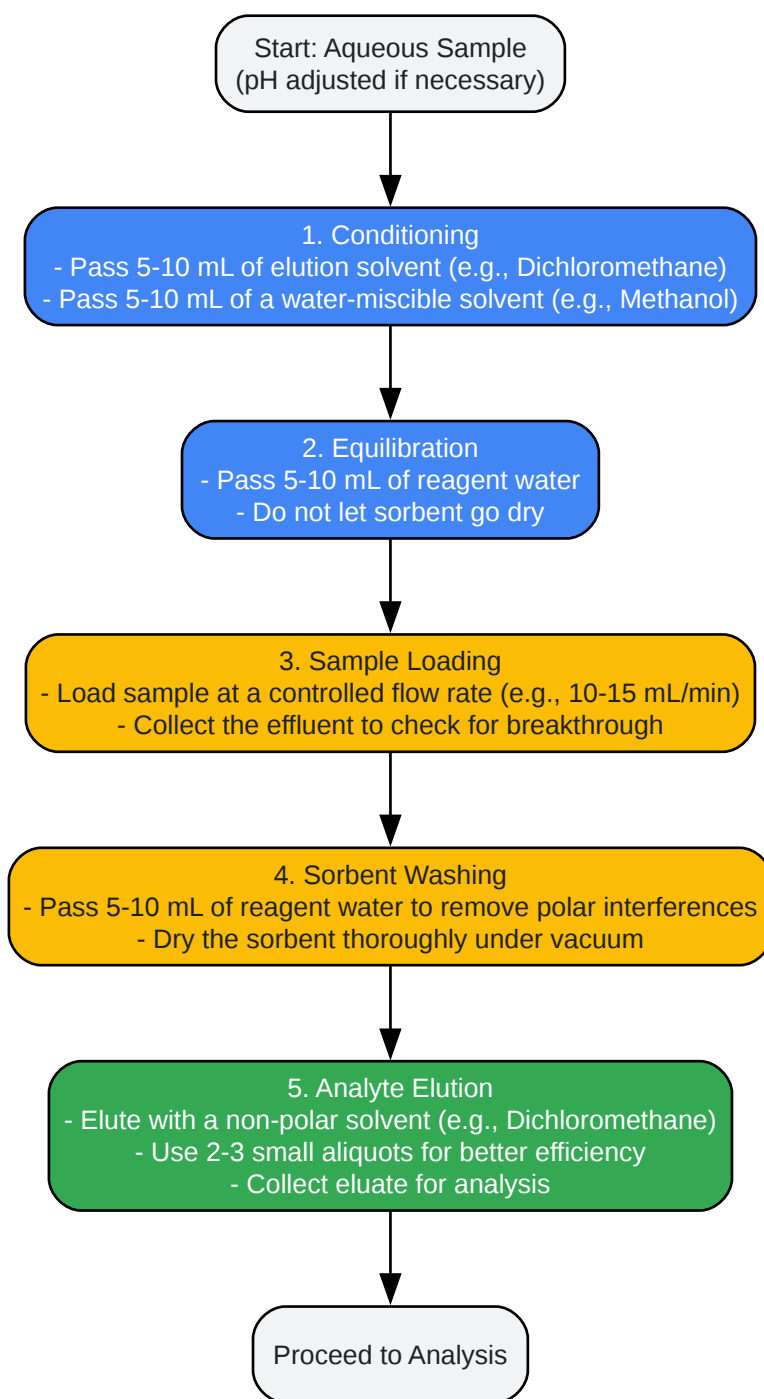 Start: Aqueous Sample
(pH adjusted if necessary)
1. Conditioning
- Pass 5-10 mL of elution solvent (e.g., Dichloromethane)
- Pass 5-10 mL of a water-miscible solvent (e.g., Methanol)
2. Equilibration
- Pass 5-10 mL of reagent water
- Do not let sorbent go dry
3. Sample Loading
- Load sample at a controlled flow rate (e.g., 10-15 mL/min)
- Collect the effluent to check for breakthrough
4. Sorbent Washing
- Pass 5-10 mL of reagent water to remove polar interferences
- Dry the sorbent thoroughly under vacuum
5. Analyte Elution
- Elute with a non-polar solvent (e.g., Dichloromethane)
- Use 2-3 small aliquots for better efficiency
- Collect eluate for analysis
Proceed to Analysis